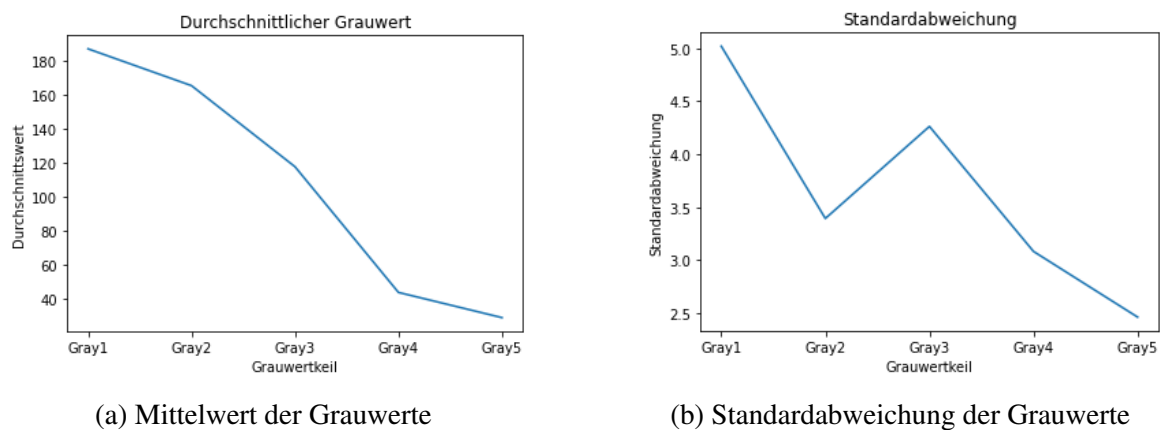 Durchschnittlicher Grauwert
Durchschnittswert
180
160
140
120
100
80
60
40
Gray1 Gray2 Gray3 Gray4 Gray5
Grauwertkeil
(a) Mittelwert der Grauwerte
Standardabweichung
Standardabweichung
5.0
4.5
4.0
3.5
3.0
2.5
Gray1 Gray2 Gray3 Gray4 Gray5
Grauwertkeil
(b) Standardabweichung der Grauwerte